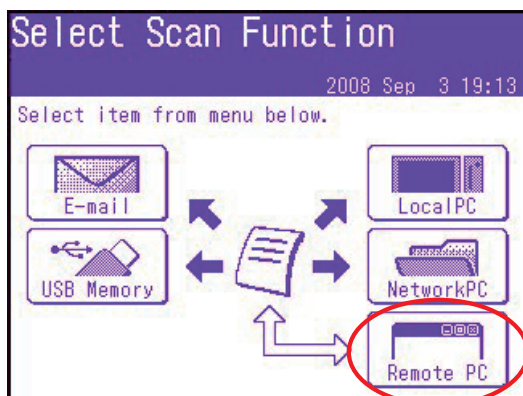 Select Scan Function
2008 Sep 3 19:13
Select item from menu below.
E-mail
LocalPC
USB Memory
NetworkPC
Remote PC